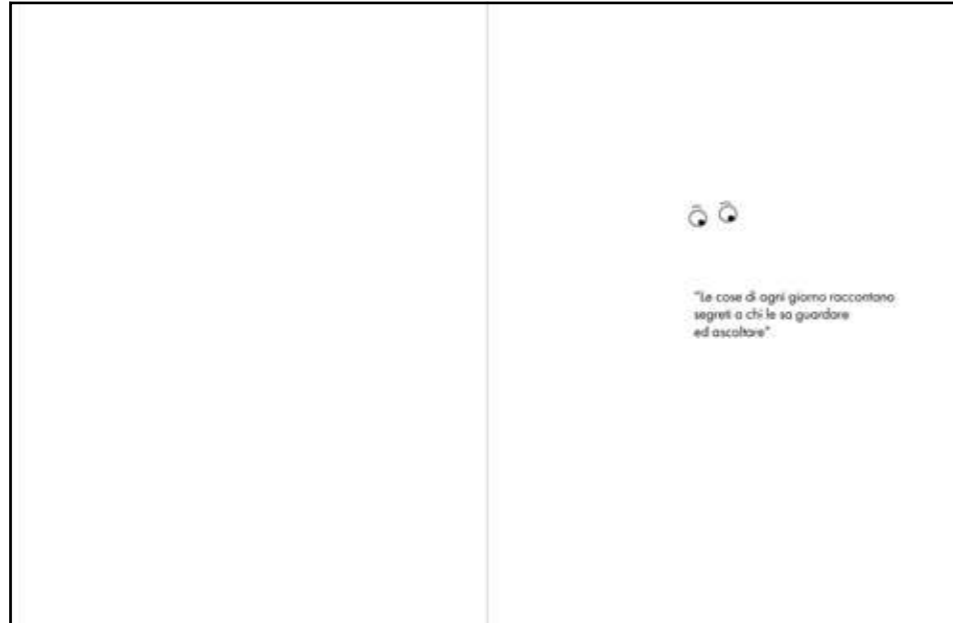 "Le cose di ogni giorno raccontano
segreti a chi le sa guardare
ed ascoltare"